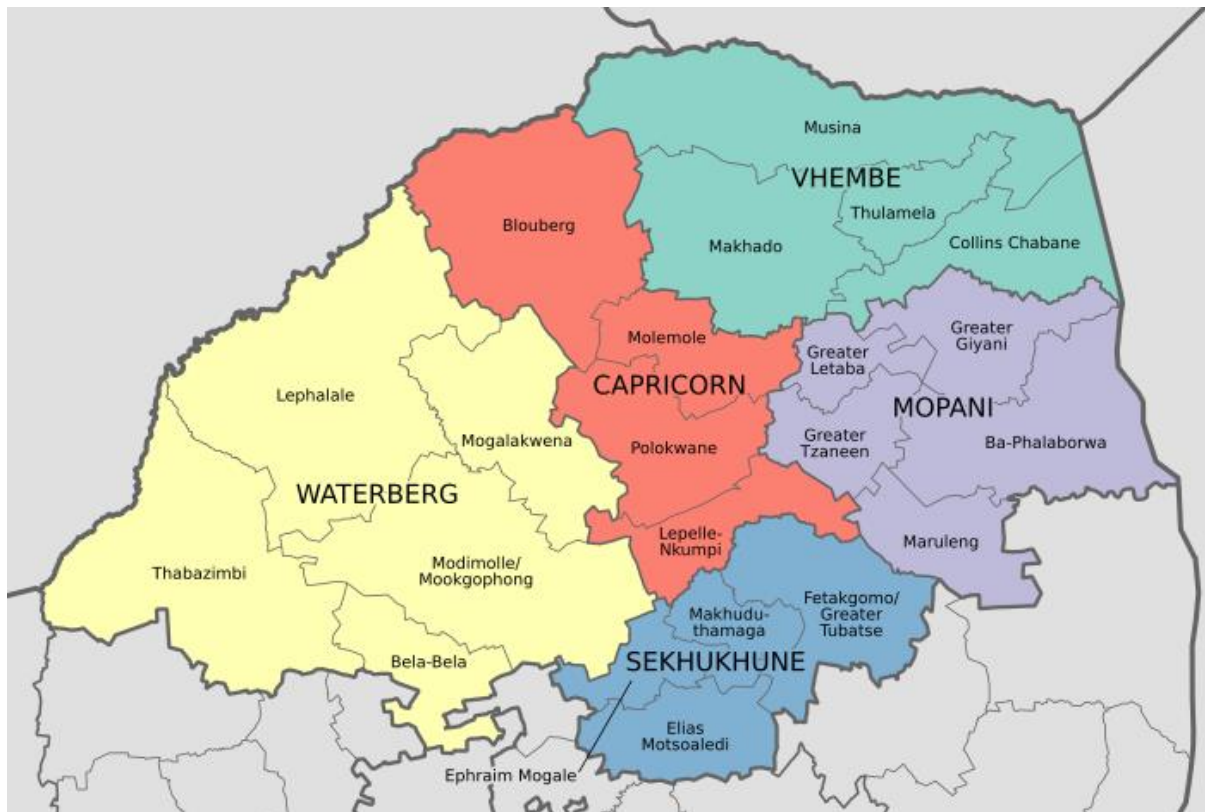 Musina
VHEMBE
Thulamela
Blouberg
Makhado
Collins Chabane
Molemole
Greater
Giyani
Greater
Letaba
CAPRICORN
Lephalale
MOPANI
Mogalakwena
Polokwane
Greater
Tzaneen
Ba-Phalaborwa
WATERBERG
Lepelle-
Nkumpi
Maruleng
Thabazimbi
Modimolle/
Mookgophong
Fetakgomo/
Greater
Tubatse
Makhudu-
thamaga
Bela-Bela
SEKHUKHUNE
Elias
Motsoaledi
Ephraim Mogale